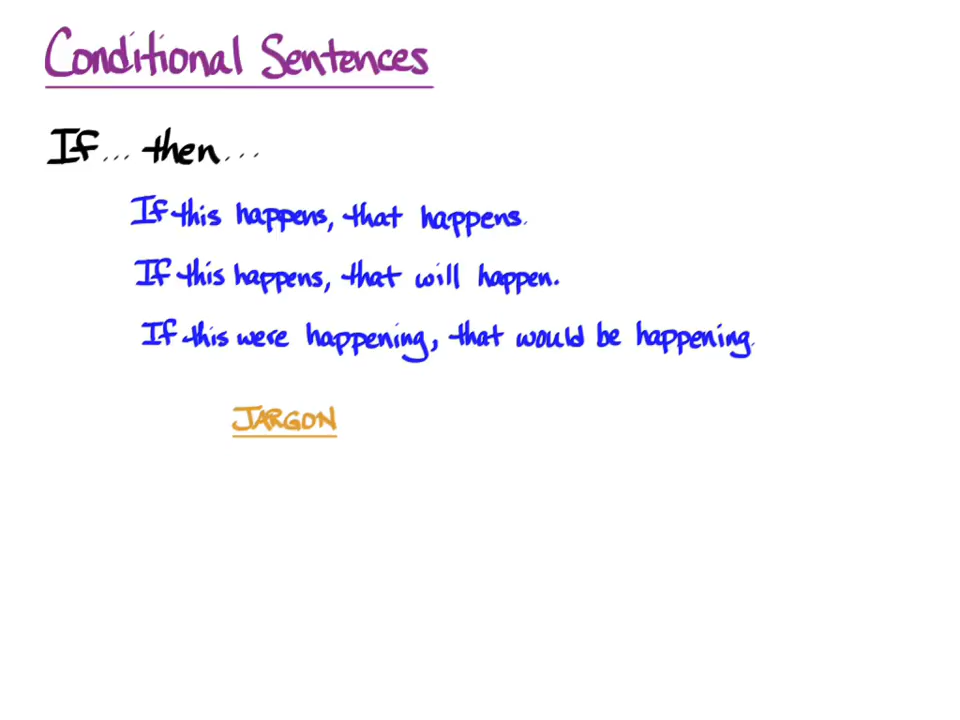 Conditional Sentences
If... then...
If this happens, that happens.
If this happens, that will happen.
If this were happening, that would be happening.
JARGON